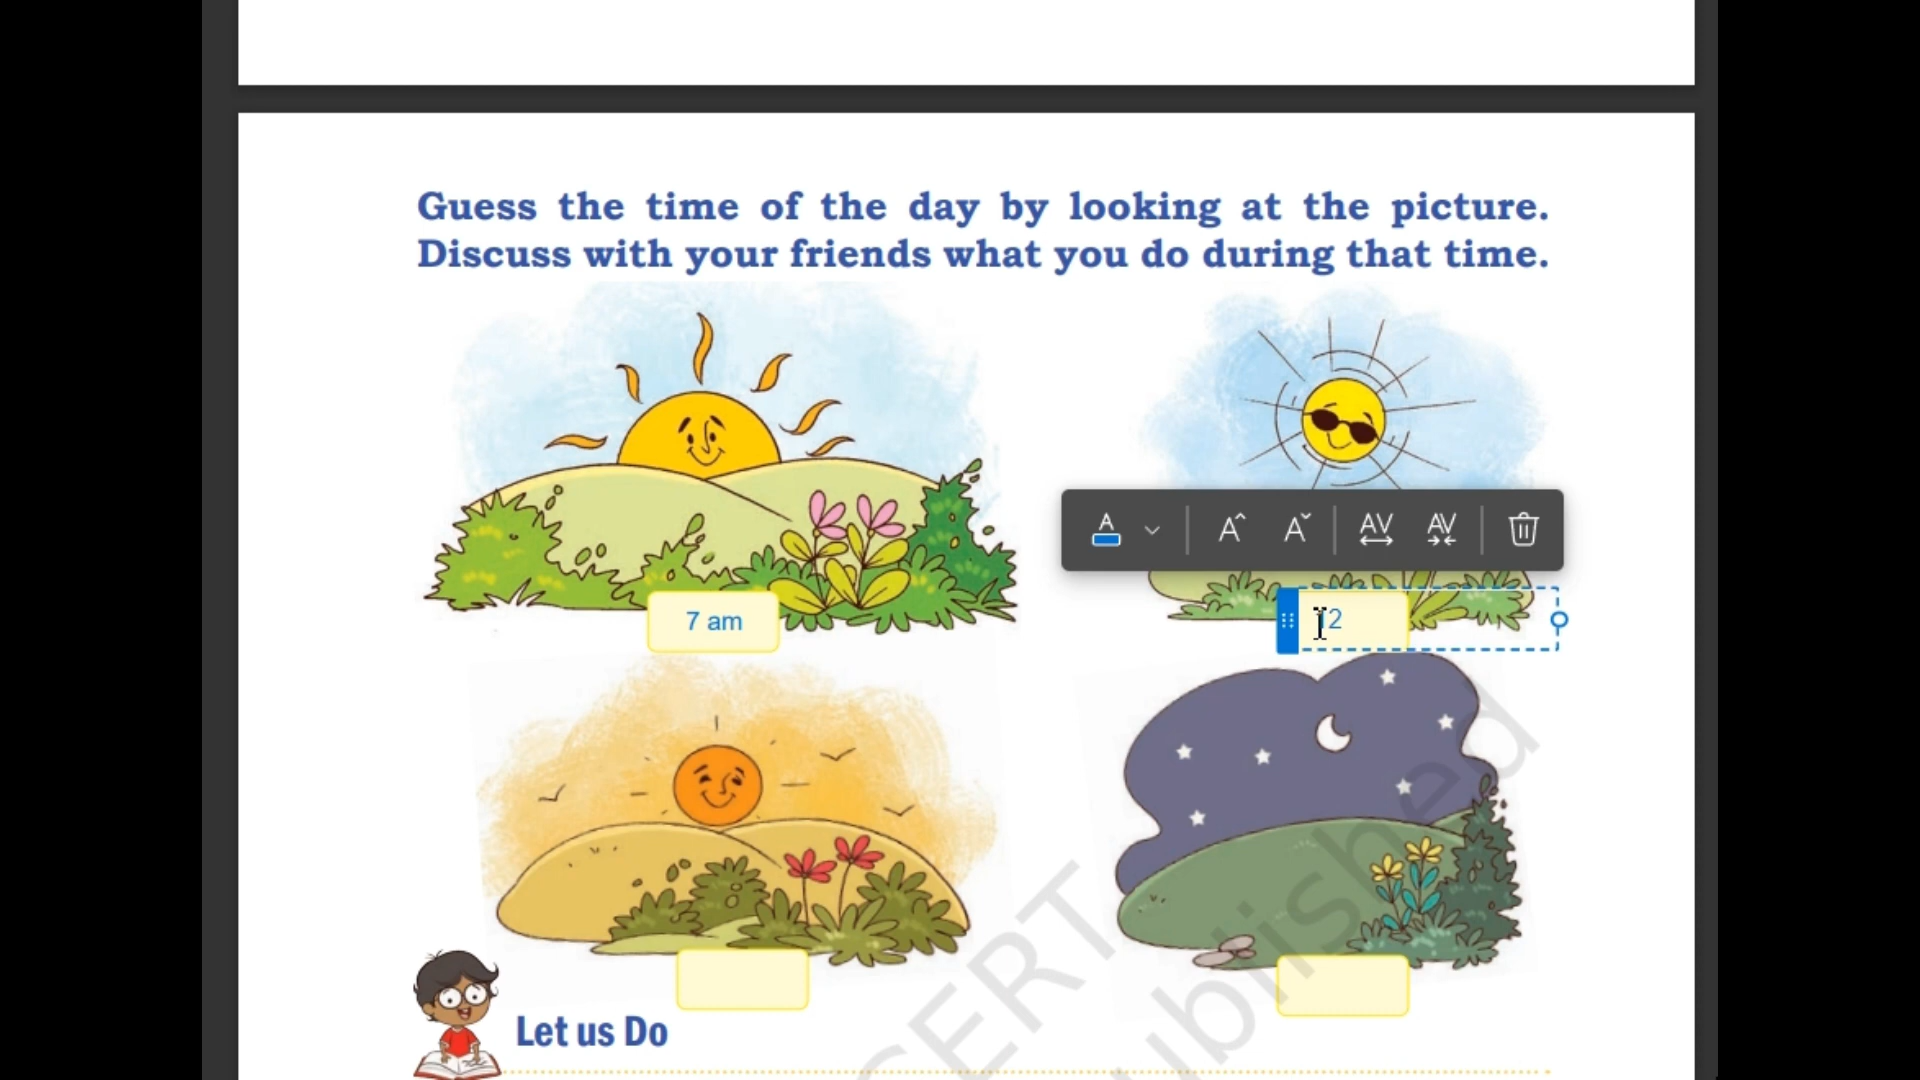 Guess the time of the day by looking at the picture.
Discuss with your friends what you do during that time.
7 am
12
Let us Do